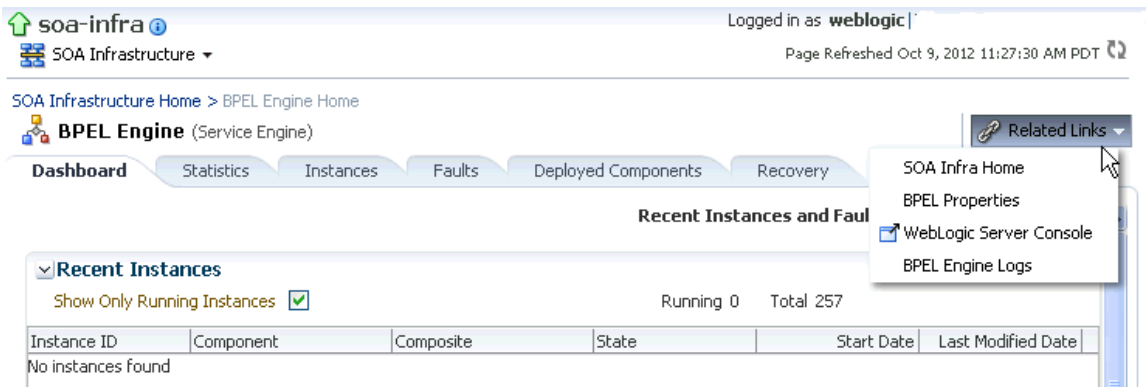 soa-infra
Logged in as weblogic|
SOA Infrastructure
Page Refreshed Oct 9, 2012 11:27:30 AM PDT
SOA Infrastructure Home > BPEL Engine Home
BPEL Engine (Service Engine)
Related Links
Dashboard Statistics Instances Faults Deployed Components Recovery
SOA Infra Home
BPEL Properties
WebLogic Server Console
BPEL Engine Logs
Recent Instances and Faul
Recent Instances
Show Only Running Instances Running 0 Total 257
Instance ID Component Composite State Start Date Last Modified Date
No instances found